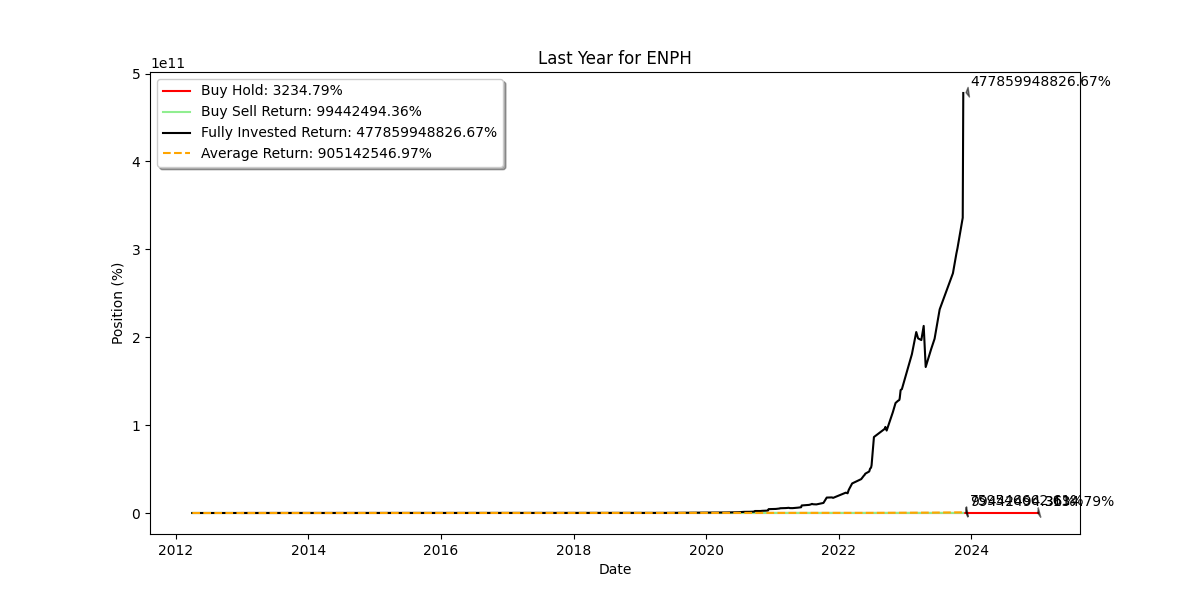 Last Year for ENPH
1e11
477859948826.67%
Buy Hold: 3234.79%
Buy Sell Return: 99442494.36%
Fully Invested Return: 477859948826.67%
Average Return: 905142546.97%
5
4
3
2
1
0
Position (%)
2012
2014
2016
2018
2020
2022
2024
Date